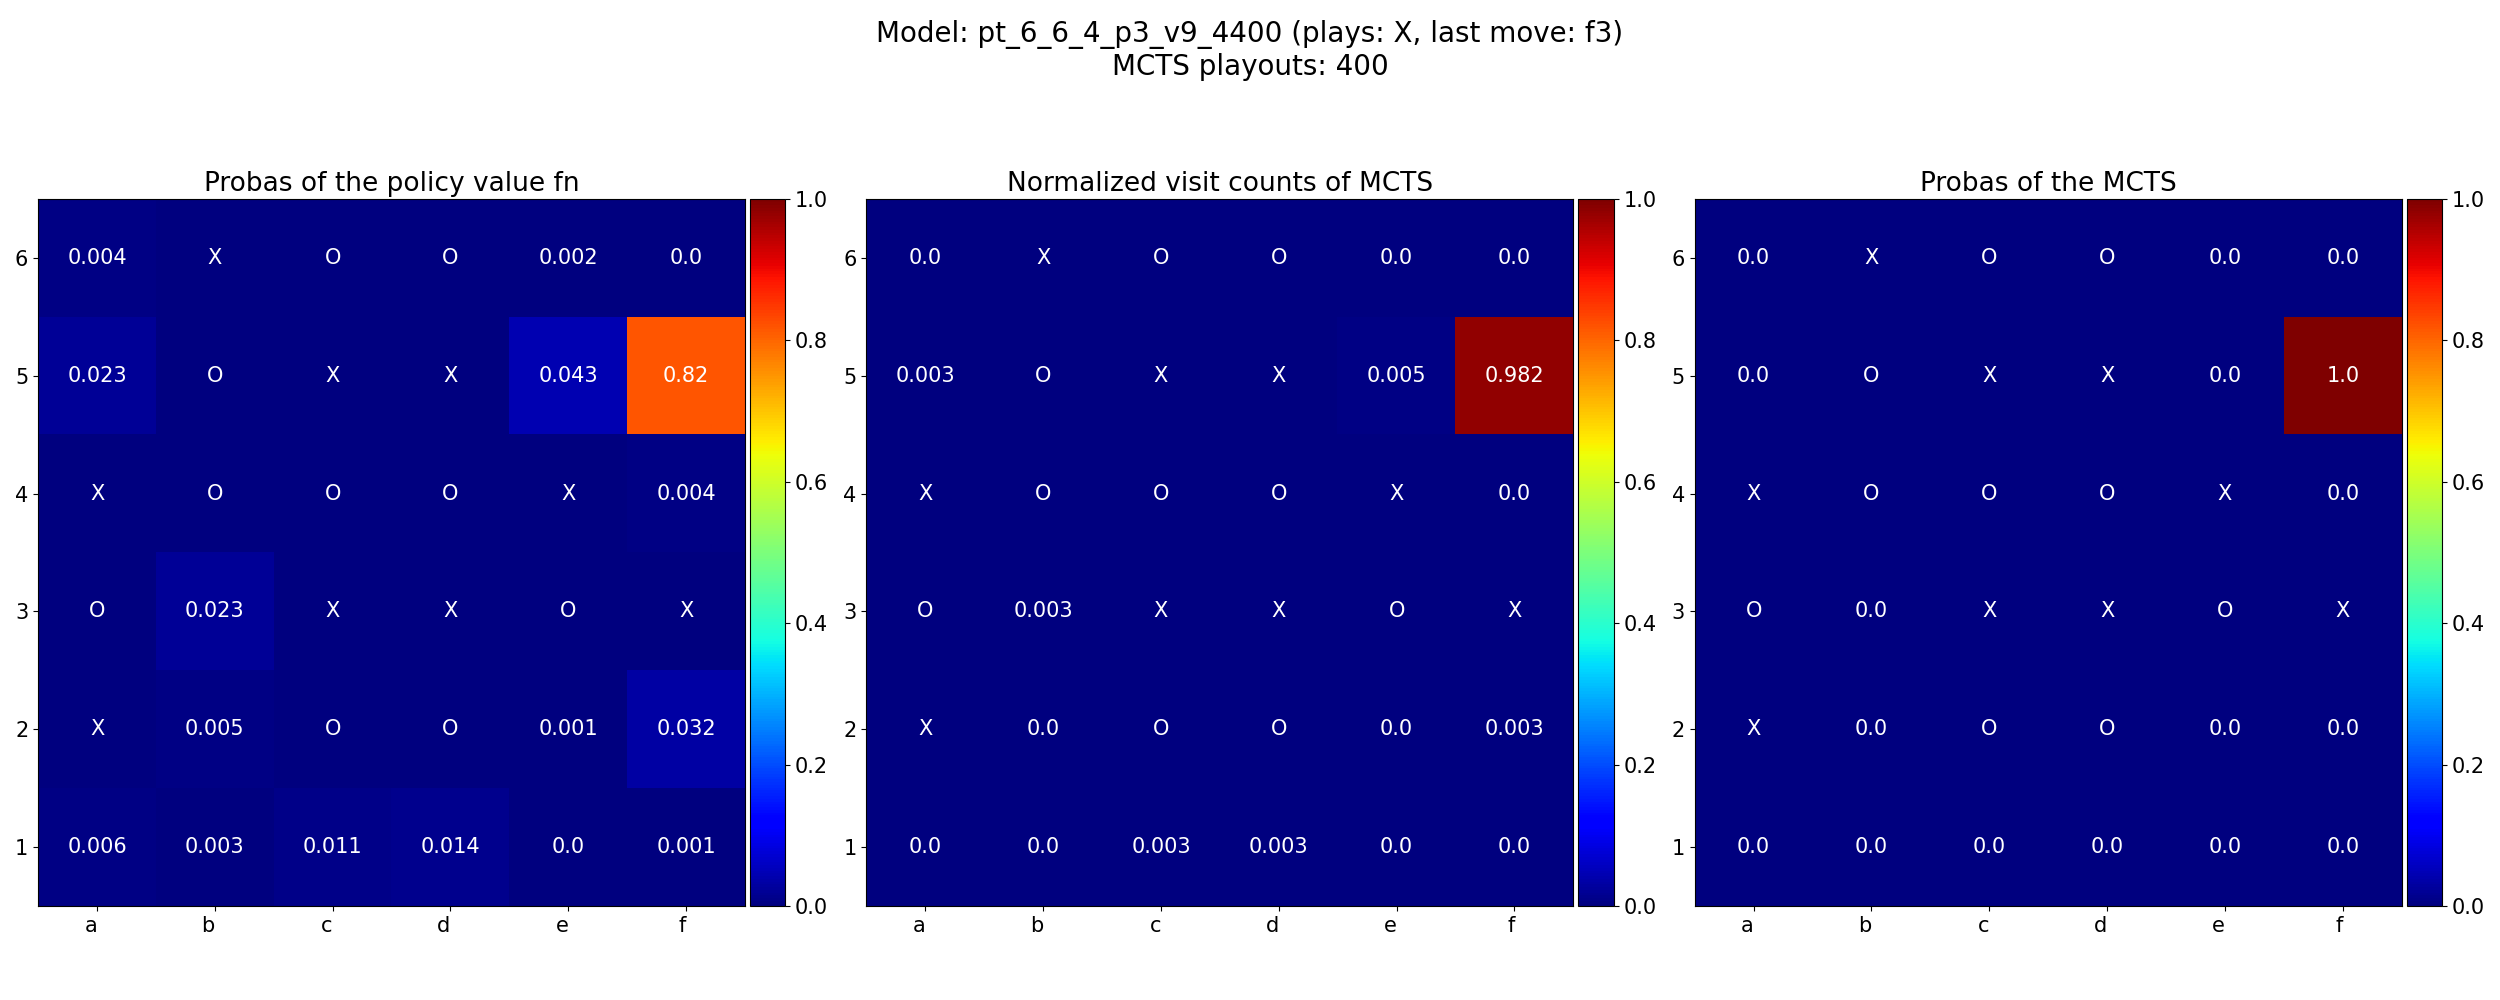 Model: pt_6_6_4_p3_v9_4400 (plays: X, last move: f3)
MCTS playouts: 400
Probas of the policy value fn
6 0.004 X O O 0.002 0.0
5 0.023 O X X 0.043 0.82
4 X O O O X 0.004
3 O 0.023 X X O X
2 X 0.005 O O 0.001 0.032
1 0.006 0.003 0.011 0.014 0.0 0.001
a b c d e f
1.0
0.8
0.6
0.4
0.2
0.0
Normalized visit counts of MCTS
6 0.0 X O O 0.0 0.0
5 0.003 O X X 0.005 0.982
4 X O O O X 0.0
3 O 0.003 X X O X
2 X 0.0 O O 0.0 0.003
1 0.0 0.0 0.003 0.003 0.0 0.0
a b c d e f
1.0
0.8
0.6
0.4
0.2
0.0
Probas of the MCTS
6 0.0 X O O 0.0 0.0
5 0.0 O X X 0.0 1.0
4 X O O O X 0.0
3 O 0.0 X X O X
2 X 0.0 O O 0.0 0.0
1 0.0 0.0 0.0 0.0 0.0 0.0
a b c d e f
1.0
0.8
0.6
0.4
0.2
0.0